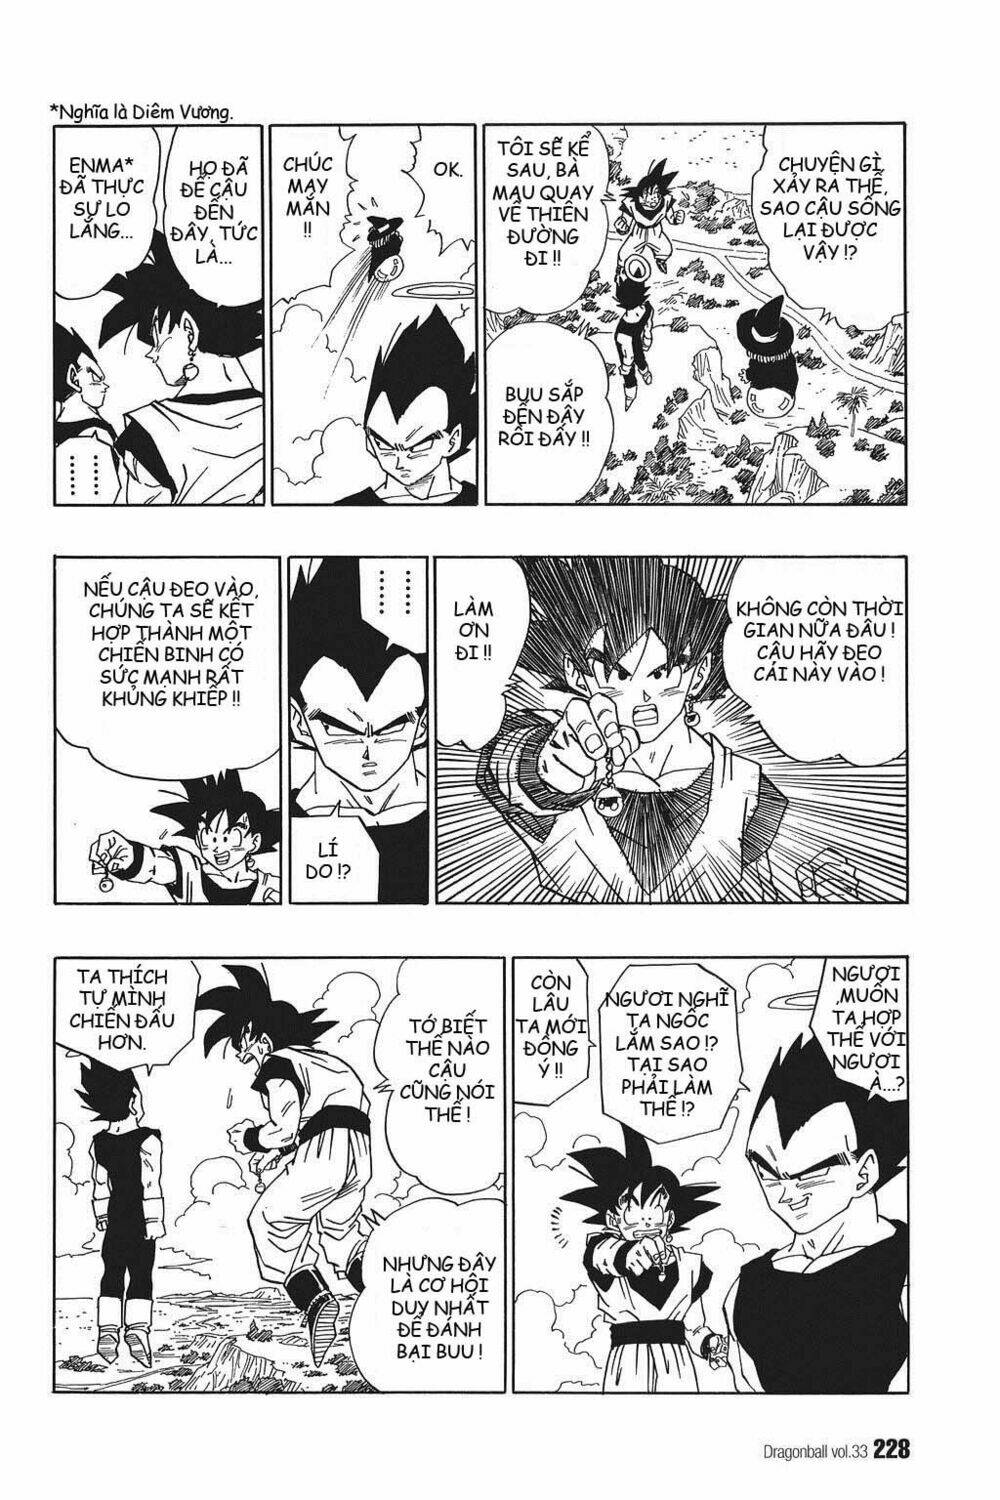 *Nghĩa là Diêm Vương.
CHUYỆN GÌ
XẢY RA THẾ,
SAO CẬU SỐNG
LẠI ĐƯỢC
VẬY !?
TÔI SẼ KỂ
SAU, BÀ
MAU QUAY
VỀ THIÊN
ĐƯỜNG
ĐI !!
BUU SẮP
ĐẾN ĐÂY
RỒI ĐẤY !!
OK.
CHÚC
MAY
MẮN
!!
HỌ ĐÃ
ĐỂ CẬU
ĐẾN
ĐÂY, TỨC
LÀ...
ENMA*
ĐÃ THỰC
SỰ LO
LẮNG...
KHÔNG CÒN THỜI
GIAN NỮA ĐÂU !
CẬU HÃY ĐEO
CÁI NÀY VÀO !
LÀM
ƠN
ĐI !!
LÍ
DO !?
NẾU CẬU ĐEO VÀO,
CHÚNG TA SẼ KẾT
HỢP THÀNH MỘT
CHIẾN BINH CÓ
SỨC MẠNH RẤT
KHỦNG KHIẾP !!
NGƯƠI
MUỐN
TA HỢP
THỂ VỚI
NGƯƠI
À...?
NGƯƠI NGHĨ
TA NGỐC
LẮM SAO !?
TẠI SAO
PHẢI LÀM
THẾ !?
CÒN
LÂU
TA MỚI
ĐỒNG
Ý !!
TỚ BIẾT
THẾ NÀO
CẬU
CŨNG NÓI
THẾ !
NHƯNG ĐÂY
LÀ CƠ HỘI
DUY NHẤT
ĐỂ ĐÁNH
BẠI BUU !
TA THÍCH
TỰ MÌNH
CHIẾN ĐẤU
HƠN.
Dragonball vol.33 228